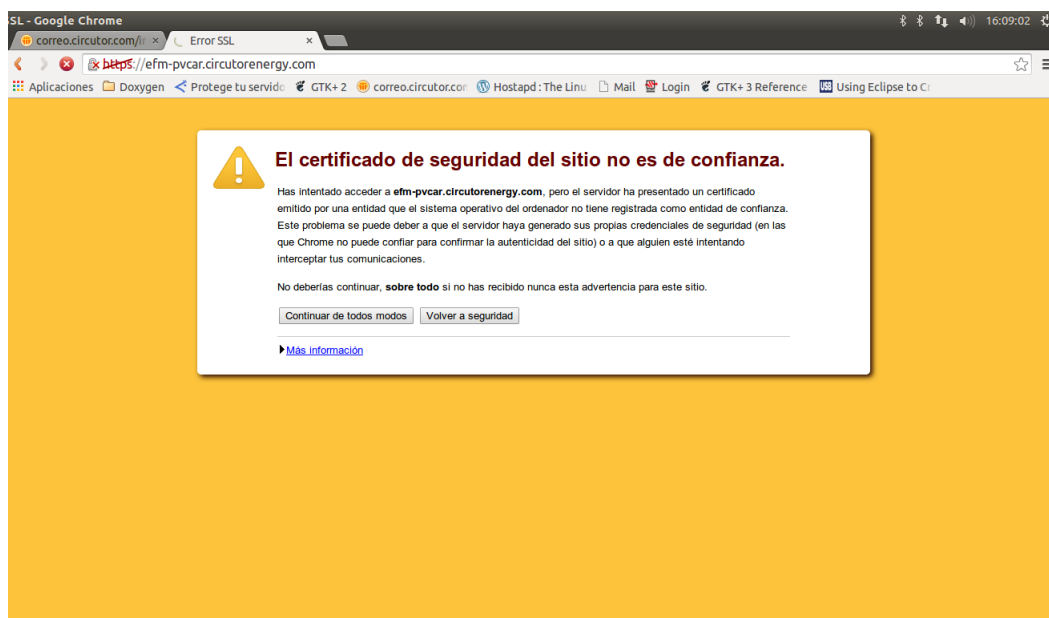 SSL - Google Chrome
16:09:02
correo.circutor.com/i
Error SSL
https://efm-pvcar.circutorenergy.com
Aplicaciones Doxygen Protege tu servido GTK+ 2 correo.circutor.con Hostapd : The Linu Mail Login GTK+ 3 Reference Using Eclipse to Cr
El certificado de seguridad del sitio no es de confianza.
Has intentado acceder a efm-pvcar.circutorenergy.com, pero el servidor ha presentado un certificado
emitido por una entidad que el sistema operativo del ordenador no tiene registrada como entidad de confianza.
Este problema se puede deber a que el servidor haya generado sus propias credenciales de seguridad (en las
que Chrome no puede confiar para confirmar la autenticidad del sitio) o a que alguien esté intentando
interceptar tus comunicaciones.
No deberías continuar, sobre todo si no has recibido nunca esta advertencia para este sitio.
Continuar de todos modos Volver a seguridad
Más información